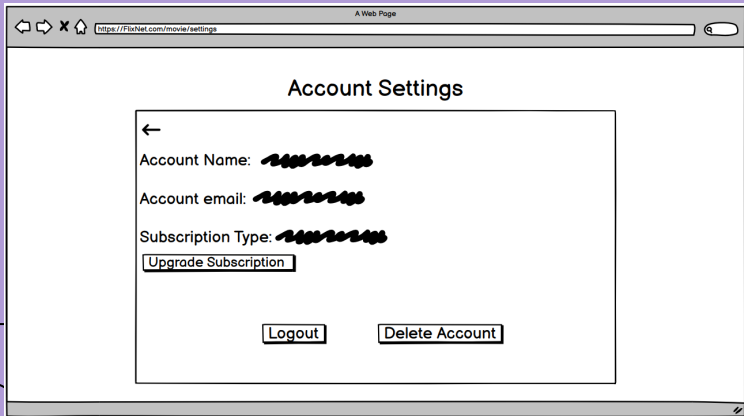 A Web Page
https://FlixNet.com/movie/settings
Account Settings
Account Name:
Account email:
Subscription Type:
Upgrade Subscription
Logout Delete Account